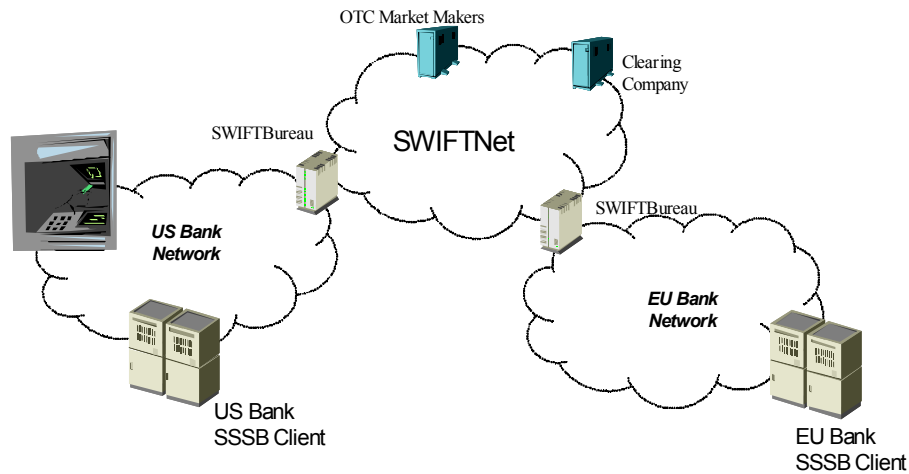 OTC Market Makers
Clearing
Company
SWIFTBureau
SWIFTNet
SWIFTBureau
US Bank
Network
EU Bank
Network
US Bank
SSSB Client
EU Bank
SSSB Client